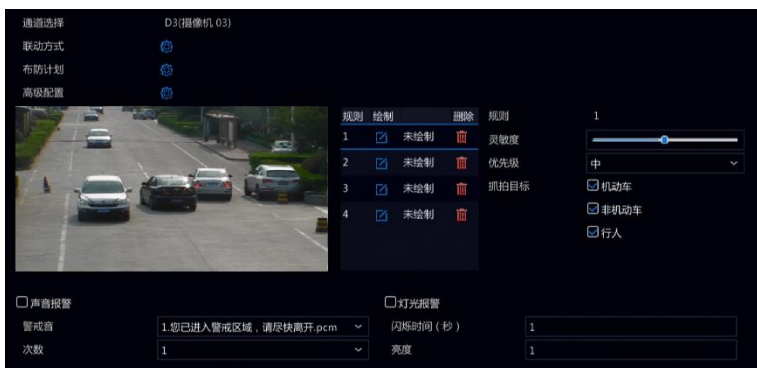 通道选择 D3(摄像机 03)
联动方式
布防计划
高级配置
规则 绘制 删除 规则 1
1 未绘制 灵敏度
2 未绘制 优先级 中
3 未绘制 抓拍目标 机动车
4 未绘制 非机动车
行人
声音报警 灯光报警
警戒音 1.您已进入警戒区域，请尽快离开.pcm 闪烁时间（秒） 1
次数 1 亮度 1